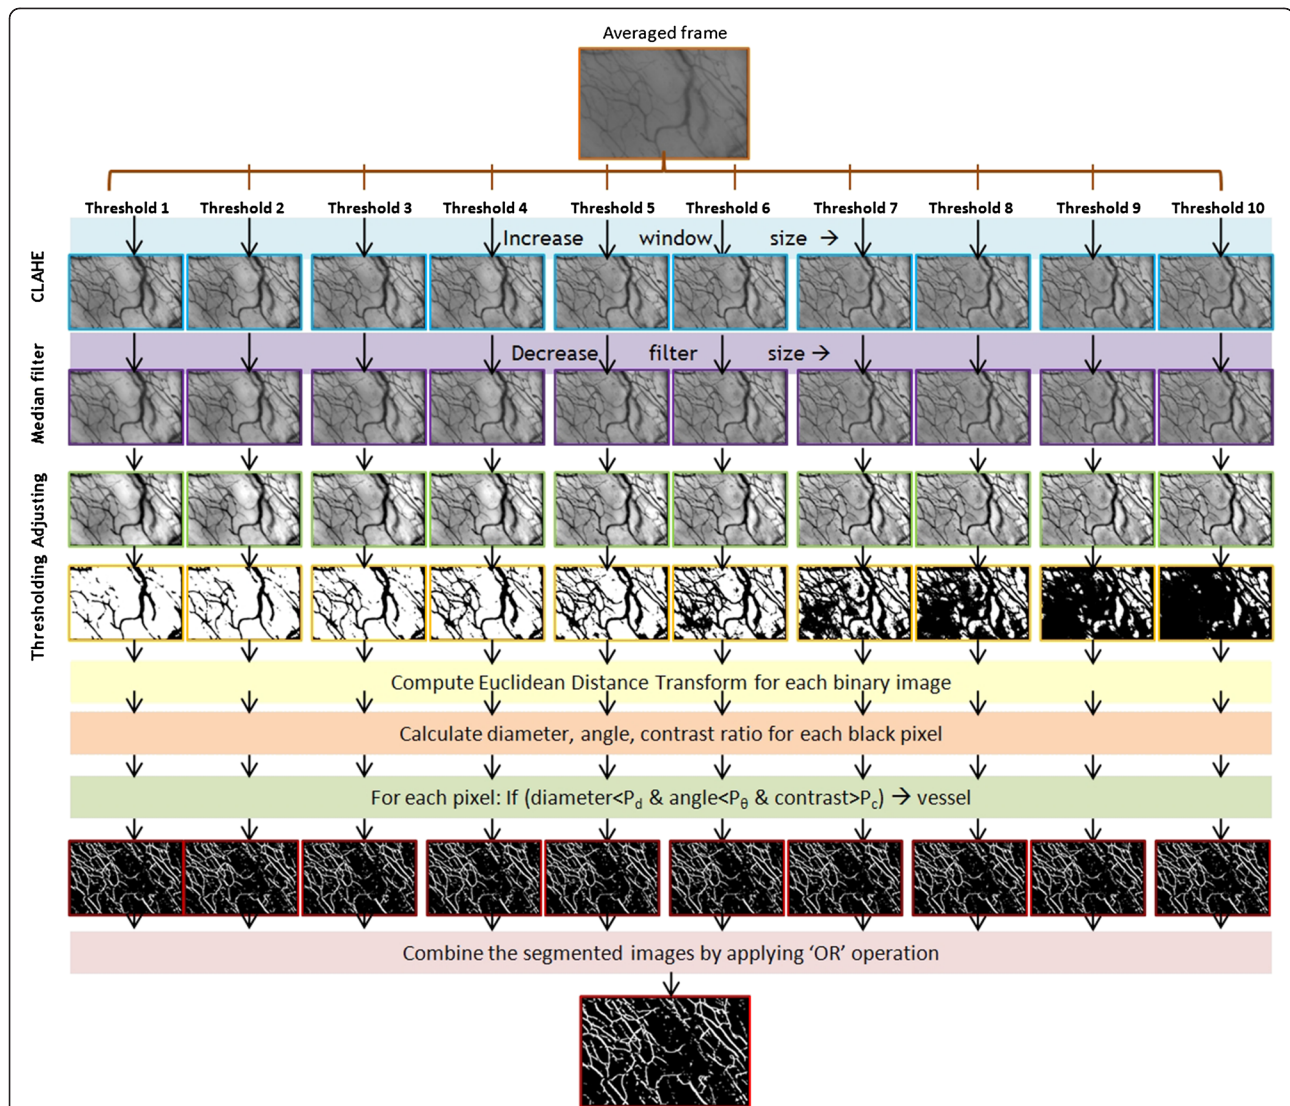 Averaged frame
Threshold 1 Threshold 2 Threshold 3 Threshold 4 Threshold 5 Threshold 6 Threshold 7 Threshold 8 Threshold 9 Threshold 10
Increase window size →
CLAHE
Decrease filter size →
Median filter
Adjusting
Thresholding
Compute Euclidean Distance Transform for each binary image
Calculate diameter, angle, contrast ratio for each black pixel
For each pixel: If (diameter<Pd & angle<Pθ & contrast>Pc) → vessel
Combine the segmented images by applying ‘OR’ operation